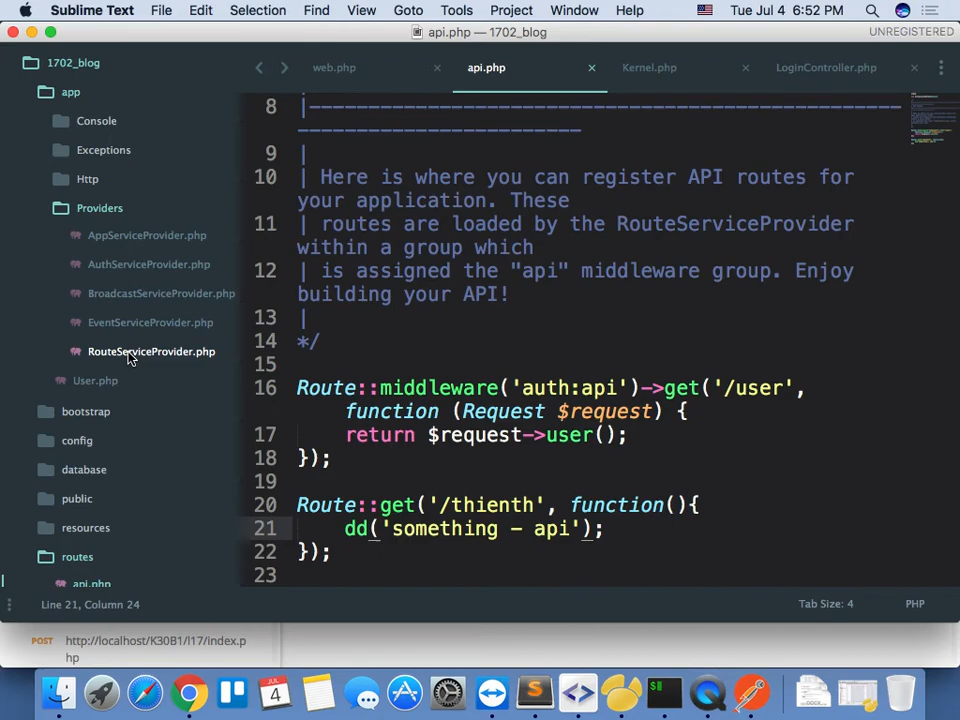 Sublime Text File Edit Selection Find View Goto Tools Project Window Help Tue Jul 4 6:52 PM
api.php — 1702_blog UNREGISTERED
1702_blog
app
Console
Exceptions
Http
Providers
AppServiceProvider.php
AuthServiceProvider.php
BroadcastServiceProvider.php
EventServiceProvider.php
RouteServiceProvider.php
User.php
bootstrap
config
database
public
resources
routes
api.php
web.php × api.php × Kernel.php × LoginController.php ×
8 |--------------------------------------------------
------------------------
9 |
10 | Here is where you can register API routes for
your application. These
11 | routes are loaded by the RouteServiceProvider
within a group which
12 | is assigned the "api" middleware group. Enjoy
building your API!
13 |
14 */
15
16 Route::middleware('auth:api')->get('/user',
function (Request $request) {
17 return $request->user();
18 });
19
20 Route::get('/thienth', function(){
21 dd('something - api');
22 });
23
Line 21, Column 24 Tab Size: 4 PHP
POST http://localhost/K30B1/l17/index.p
hp
JUL
4
$